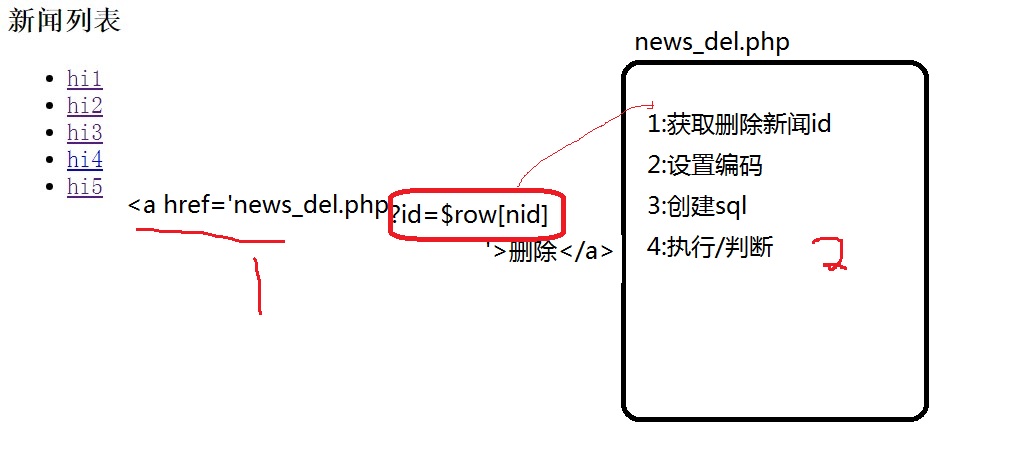 新闻列表
hi1
hi2
hi3
hi4
hi5
<a href='news_del.php?id=$row[nid]
'>删除</a>
1
news_del.php
1:获取删除新闻id
2:设置编码
3:创建sql
4:执行/判断
2